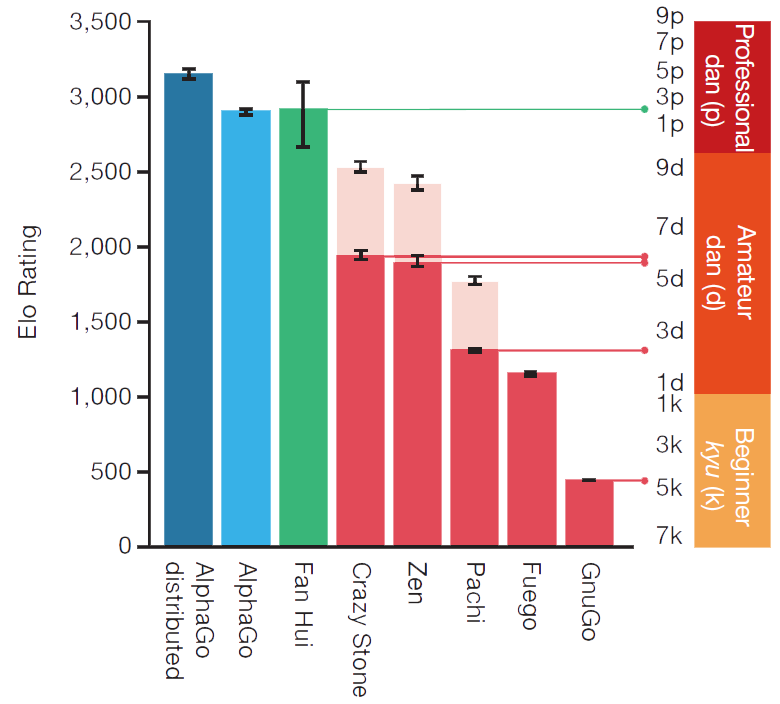 Elo Rating
3,500
3,000
2,500
2,000
1,500
1,000
500
0
AlphaGo
distributed
AlphaGo
Fan Hui
Crazy Stone
Zen
Pachi
Fuego
GnuGo
9p
7p
5p
3p
1p
9d
7d
5d
3d
1d
1k
3k
5k
7k
Professional
dan (p)
Amateur
dan (d)
Beginner
kyu (k)